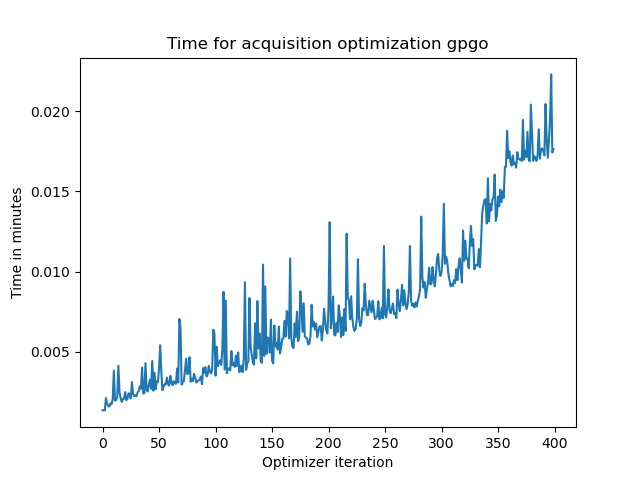 Time for acquisition optimization gpgo
0.020
0.015
0.010
0.005
Time in minutes
0 50 100 150 200 250 300 350 400
Optimizer iteration